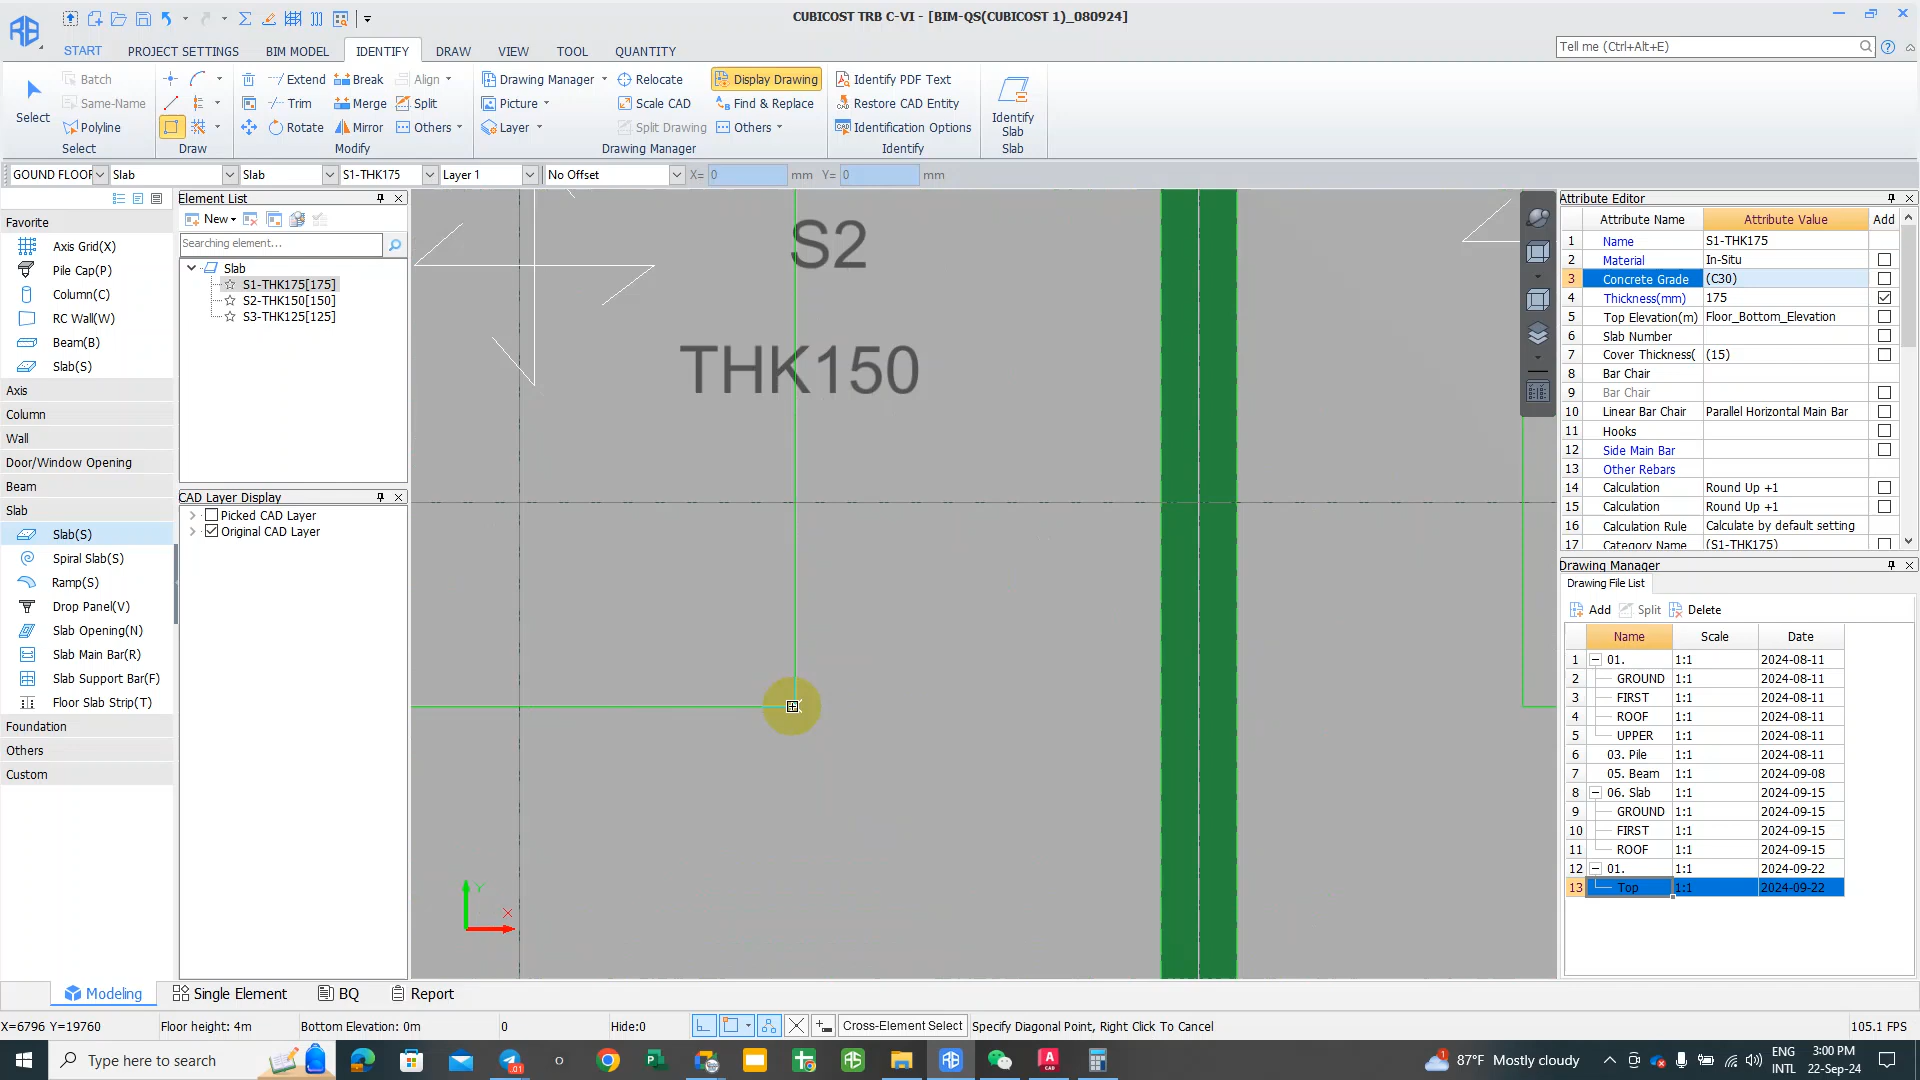 CUBICOST TRB C-VI - [BIM-QS(CUBICOST 1)_080924]
START
PROJECT SETTINGS
BIM MODEL
IDENTIFY
DRAW
VIEW
TOOL
QUANTITY
Tell me (Ctrl+Alt+E)
Select
Batch
Same-Name
Polyline
Select
Draw
Extend
Break
Align
Trim
Merge
Split
Rotate
Mirror
Others
Modify
Drawing Manager
Relocate
Display Drawing
Picture
Scale CAD
Find & Replace
Layer
Split Drawing
Others
Drawing Manager
Identify PDF Text
Restore CAD Entity
Identification Options
Identify
Identify
Slab
Slab
GOUND FLOOF
Slab
Slab
S1-THK175
Layer 1
No Offset
X= 0 mm
Y= 0 mm
Favorite
Axis Grid(X)
Pile Cap(P)
Column(C)
RC Wall(W)
Beam(B)
Slab(S)
Axis
Column
Wall
Door/Window Opening
Beam
Slab
Slab(S)
Spiral Slab(S)
Ramp(S)
Drop Panel(V)
Slab Opening(N)
Slab Main Bar(R)
Slab Support Bar(F)
Floor Slab Strip(T)
Foundation
Others
Custom
Element List
New
Searching element...
Slab
S1-THK175[175]
S2-THK150[150]
S3-THK125[125]
CAD Layer Display
Picked CAD Layer
Original CAD Layer
S2
THK150
Y
X
Attribute Editor
Attribute Name Attribute Value Add
1 Name S1-THK175
2 Material In-Situ
3 Concrete Grade (C30)
4 Thickness(mm) 175
5 Top Elevation(m) Floor_Bottom_Elevation
6 Slab Number
7 Cover Thickness( (15)
8 Bar Chair
9 Bar Chair
10 Linear Bar Chair Parallel Horizontal Main Bar
11 Hooks
12 Side Main Bar
13 Other Rebars
14 Calculation Round Up +1
15 Calculation Round Up +1
16 Calculation Rule Calculate by default setting
17 Category Name (S1-THK175)
Drawing Manager
Drawing File List
Add Split Delete
Name Scale Date
1 01. 1:1 2024-08-11
2 GROUND 1:1 2024-08-11
3 FIRST 1:1 2024-08-11
4 ROOF 1:1 2024-08-11
5 UPPER 1:1 2024-08-11
6 03. Pile 1:1 2024-08-11
7 05. Beam 1:1 2024-09-08
8 06. Slab 1:1 2024-09-15
9 GROUND 1:1 2024-09-15
10 FIRST 1:1 2024-09-15
11 ROOF 1:1 2024-09-15
12 01. 1:1 2024-09-22
13 Top 1:1 2024-09-22
Modeling
Single Element
BQ
Report
X=6796 Y=19760
Floor height: 4m
Bottom Elevation: 0m
0
Hide:0
Cross-Element Select
Specify Diagonal Point, Right Click To Cancel
105.1 FPS
Type here to search
87°F Mostly cloudy
ENG
INTL
3:00 PM
22-Sep-24